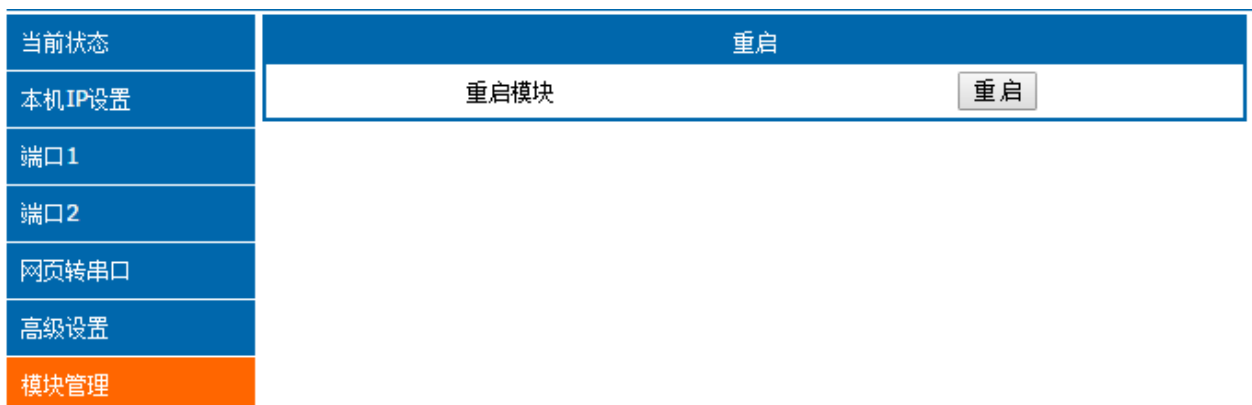 当前状态
本机IP设置
端口1
端口2
网页转串口
高级设置
模块管理
重启
重启模块
重启